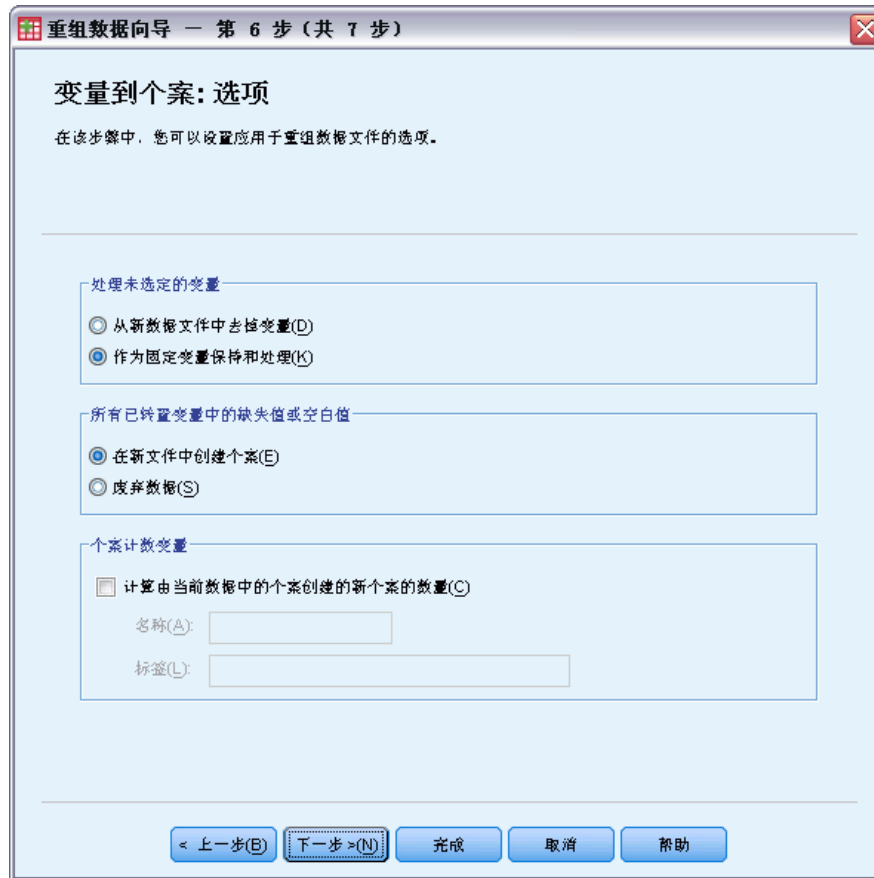 重组数据向导 － 第 6 步 (共 7 步)
变量到个案: 选项
在该步骤中，您可以设置应用于重组数据文件的选项。
处理未选定的变量
从新数据文件中去掉变量(D)
作为固定变量保持和处理(K)
所有已转置变量中的缺失值或空白值
在新文件中创建个案(E)
废弃数据(S)
个案计数变量
计算由当前数据中的个案创建的新个案的数量(C)
名称(A):
标签(L):
< 上一步(B) 下一步 >(N) 完成 取消 帮助